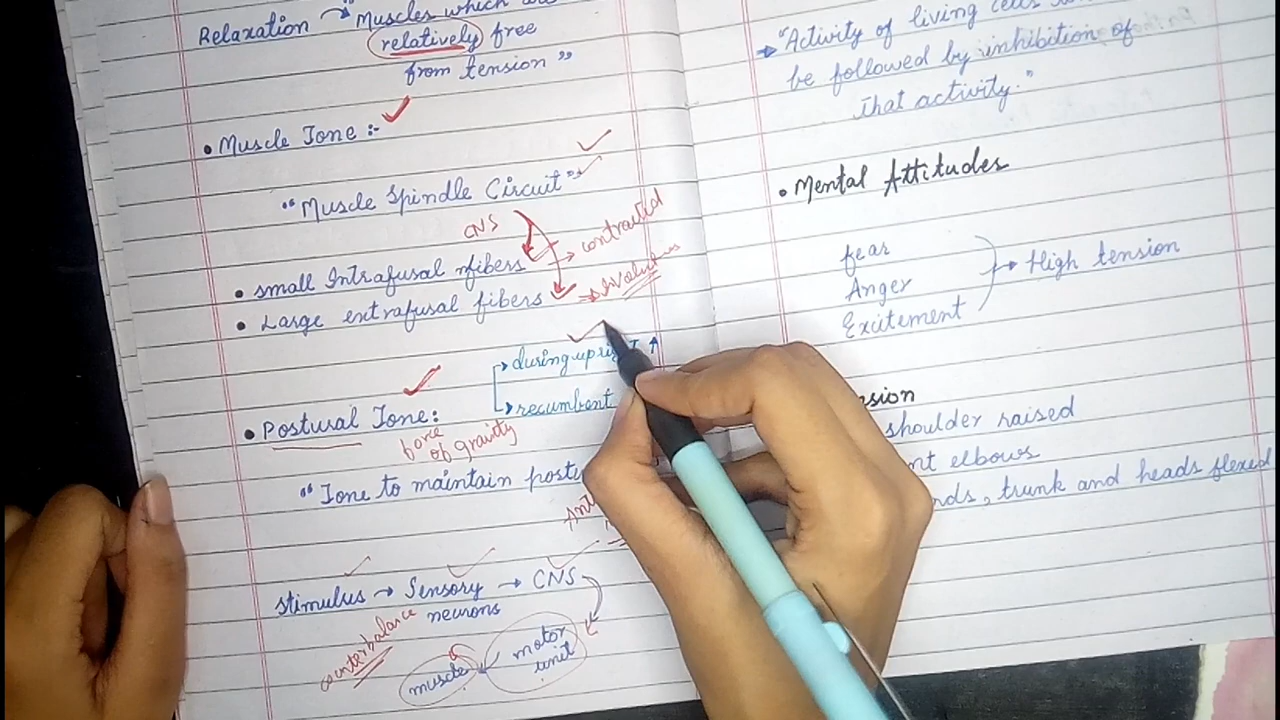 Relaxation → "Muscles which
relatively free
from tension"
• Muscle Tone :-
"Muscle Spindle Circuit"
CNS
• small Intrafusal fibers → contracted
• Large extrafusal fibers →
• Postural Tone:
→ during upright ↑
→ recumbent
force
of gravity
"Tone to maintain
stimulus → Sensory → CNS
neurons
counterbalance
motor
unit
muscle
→ "Activity of living
be followed by inhibition of
that activity."
• Mental Attitudes
fear
Anger
Excitement
→ High tension
shoulder raised
elbows
trunk and heads flexed